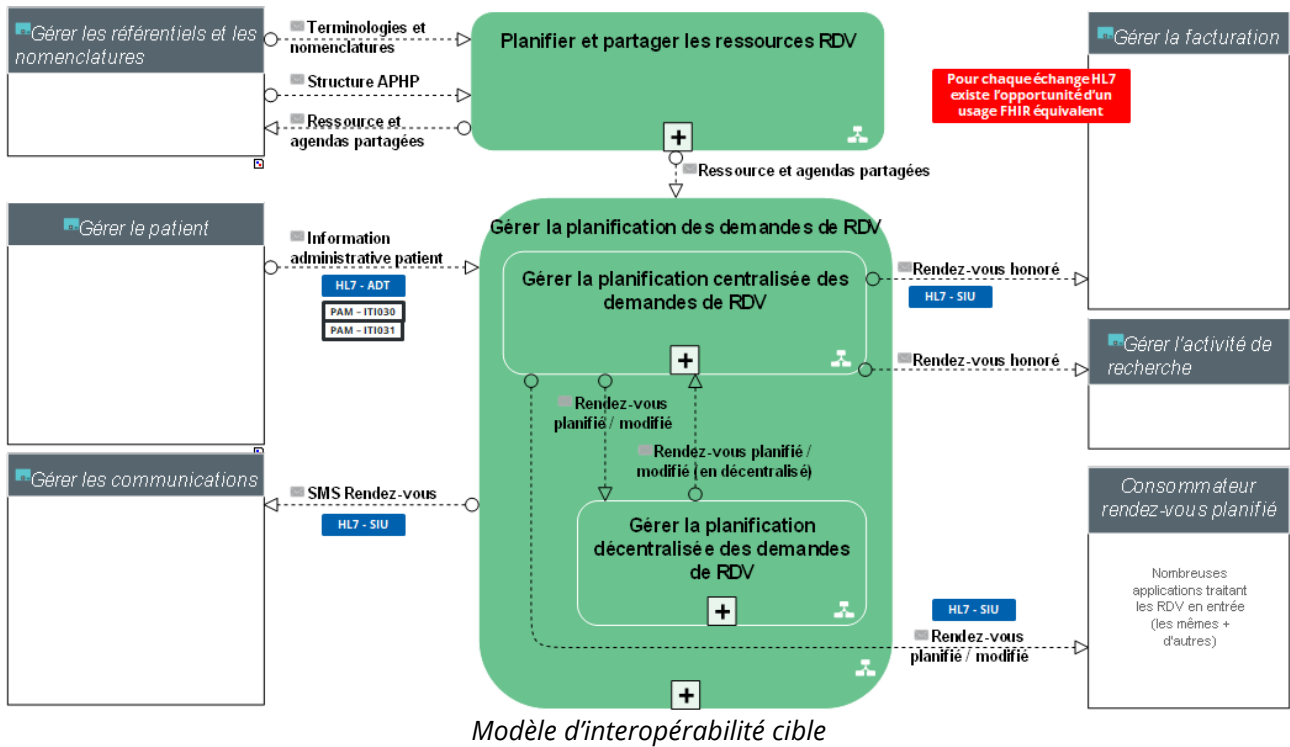 Gérer les référentiels et les
nomenclatures
Terminologies et
nomenclatures
Structure APHP
Ressource et
agendas partagées
Planifier et partager les ressources RDV
Gérer la facturation
Pour chaque échange HL7
existe l'opportunité d'un
usage FHIR équivalent
Ressource et agendas partagées
Gérer le patient
Information
administrative patient
HL7 - ADT
PAM – ITI030
PAM – ITI031
Gérer la planification des demandes de RDV
Gérer la planification centralisée des
demandes de RDV
Rendez-vous honoré
HL7 - SIU
Rendez-vous honoré
Gérer l'activité de
recherche
Rendez-vous
planifié / modifié
Rendez-vous planifié /
modifié (en décentralisé)
Gérer les communications
SMS Rendez-vous
HL7 - SIU
Gérer la planification
décentralisée des demandes
de RDV
HL7 - SIU
Rendez-vous
planifié / modifié
Consommateur
rendez-vous planifié
Nombreuses
applications traitant
les RDV en entrée
(les mêmes +
d'autres)
Modèle d'interopérabilité cible